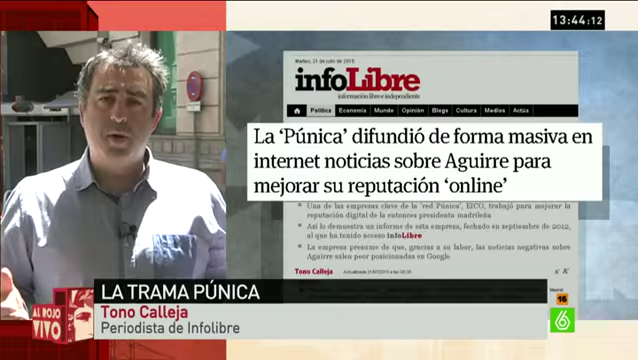 13:44:12
Martes, 21 de julio de 2015
infoLibre
información libre e independiente
Política Economía Mundo Opinión Blogs Cultura Medios Actúa
La ‘Púnica’ difundió de forma masiva en
internet noticias sobre Aguirre para
mejorar su reputación ‘online’
Una de las empresas clave de la 'red Púnica', EICO, trabajó para mejorar la
reputación digital de la entonces presidenta madrileña
Así lo demuestra un informe de esta empresa, fechado en septiembre de 2012,
al que ha tenido acceso infoLibre
La empresa presume de que, gracias a su labor, las noticias negativas sobre
Aguirre salen peor posicionadas en Google
Tono Calleja
Madrid
16
LA TRAMA PÚNICA
Tono Calleja
Periodista de Infolibre
AL ROJO
VIVO
6